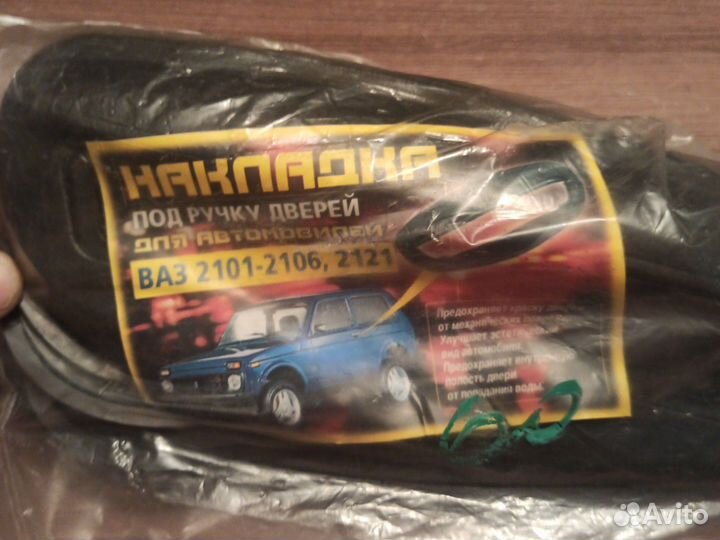 НАКЛАДКА
ПОД РУЧКУ ДВЕРЕЙ
ДЛЯ АВТОМОБИЛЕЙ
ВАЗ 2101-2106, 2121
Предохраняет краску
от механических
Улучшает
вид автомобиля.
Предохраняет внутреннюю
полость двери
от попадания воды.
Avito